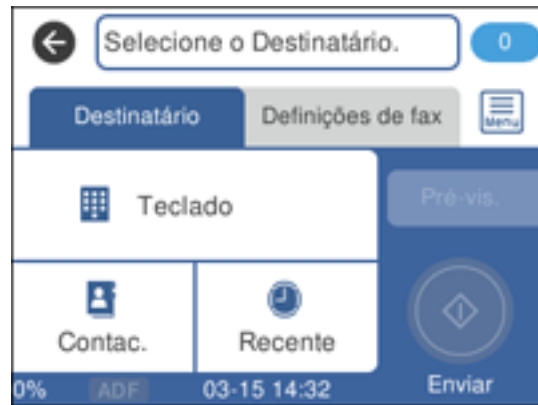 Selecione o Destinatário.
0
Destinatário
Definições de fax
Menu
Teclado
Pré-vis.
Contac.
Recente
0%
ADF
03-15 14:32
Enviar